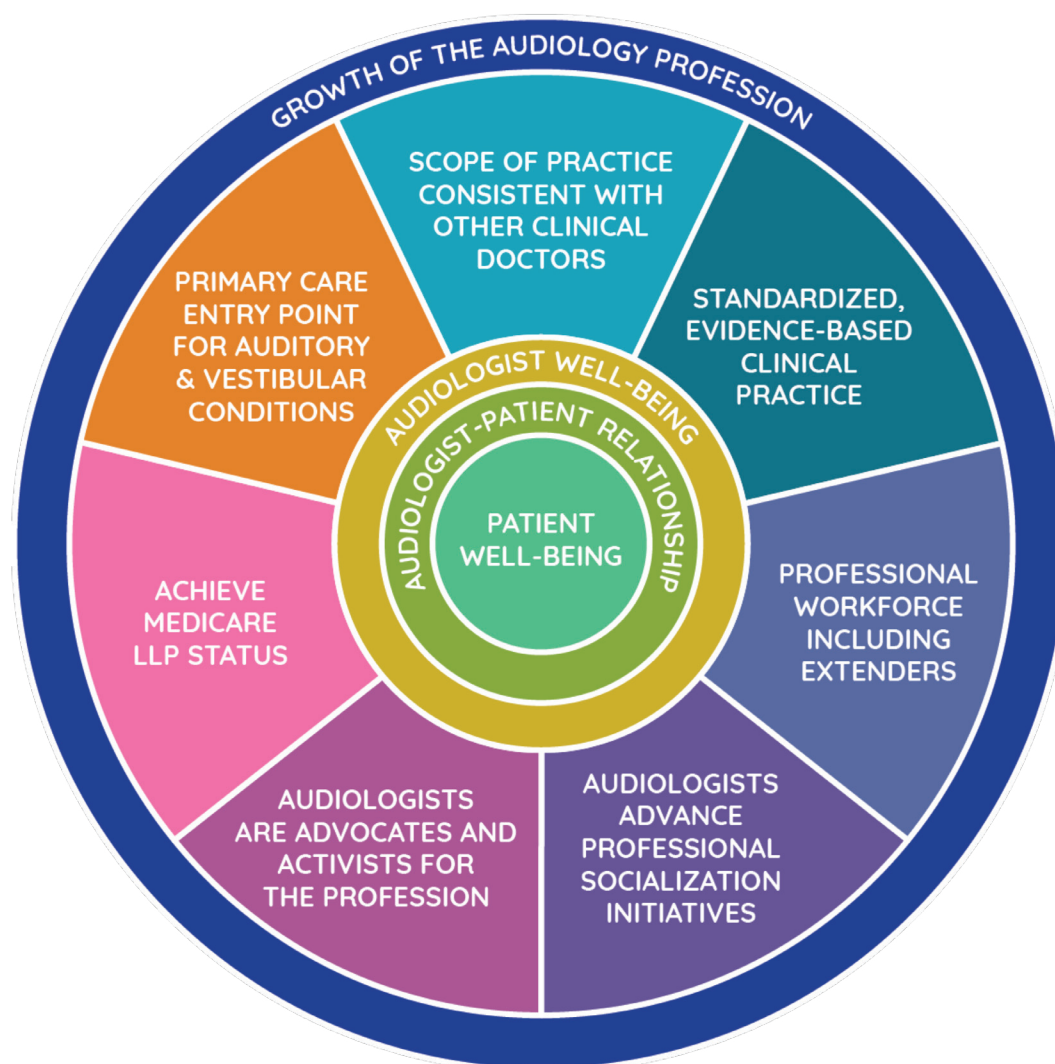 GROWTH OF THE AUDIOLOGY PROFESSION
SCOPE OF PRACTICE
CONSISTENT WITH
OTHER CLINICAL
DOCTORS
STANDARDIZED,
EVIDENCE-BASED
CLINICAL
PRACTICE
PROFESSIONAL
WORKFORCE
INCLUDING
EXTENDERS
AUDIOLOGISTS
ADVANCE
PROFESSIONAL
SOCIALIZATION
INITIATIVES
AUDIOLOGISTS
ARE ADVOCATES AND
ACTIVISTS FOR
THE PROFESSION
ACHIEVE
MEDICARE
LLP STATUS
PRIMARY CARE
ENTRY POINT
FOR AUDITORY
& VESTIBULAR
CONDITIONS
AUDIOLOGIST WELL-BEING
AUDIOLOGIST-PATIENT RELATIONSHIP
PATIENT
WELL-BEING